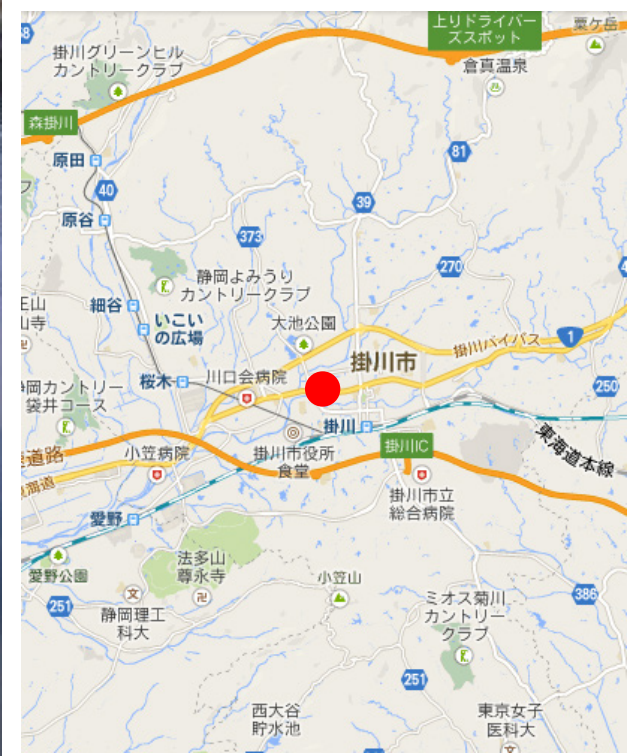 上りドライバー
ズスポット
粟ケ岳
掛川グリーンヒル
カントリークラブ
倉真温泉
森掛川
原田
81
40
39
原谷
373
270
静岡よみうり
カントリークラブ
細谷
いこい
の広場
大池公園
掛川バイパス
1
掛川市
桜木
川口会病院
250
岡カントリー
袋井コース
掛川
掛川IC
東海道本線
道路
小笠病院
掛川市役所
食堂
海道
掛川市立
総合病院
愛野
法多山
尊永寺
愛野公園
小笠山
251
静岡理工
科大
ミオス菊川
カントリー
クラブ
386
251
西大谷
貯水池
東京女子
医科大